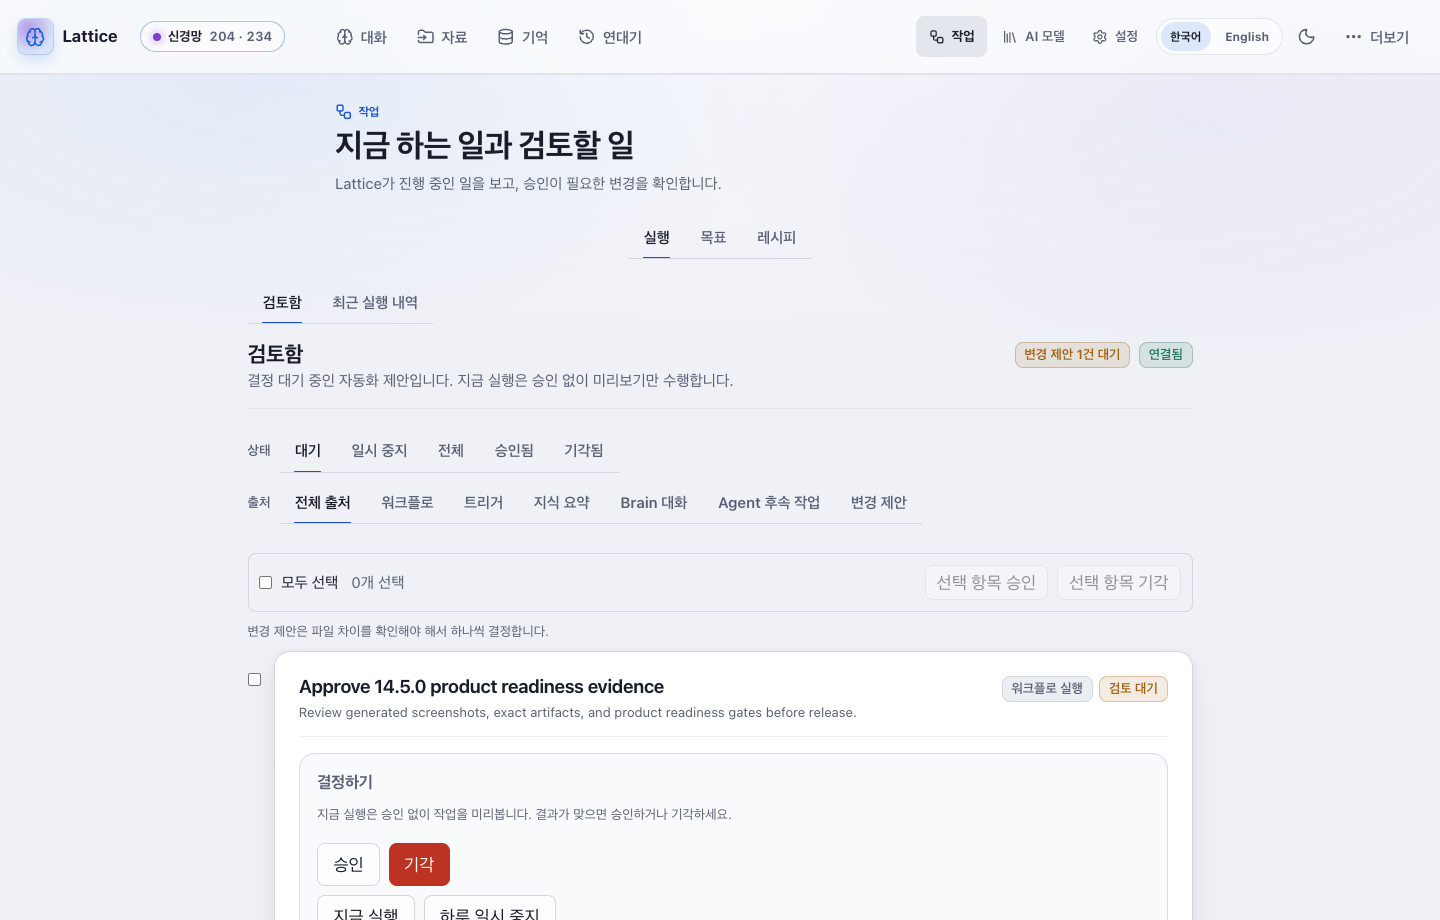 Lattice
신경망 204 · 234
대화
자료
기억
연대기
작업
AI 모델
설정
한국어
English
더보기
작업
지금 하는 일과 검토할 일
Lattice가 진행 중인 일을 보고, 승인이 필요한 변경을 확인합니다.
실행
목표
레시피
검토함
최근 실행 내역
검토함
변경 제안 1건 대기
연결됨
결정 대기 중인 자동화 제안입니다. 지금 실행은 승인 없이 미리보기만 수행합니다.
상태
대기
일시 중지
전체
승인됨
기각됨
출처
전체 출처
워크플로
트리거
지식 요약
Brain 대화
Agent 후속 작업
변경 제안
모두 선택
0개 선택
선택 항목 승인
선택 항목 기각
변경 제안은 파일 차이를 확인해야 해서 하나씩 결정합니다.
Approve 14.5.0 product readiness evidence
워크플로 실행
검토 대기
Review generated screenshots, exact artifacts, and product readiness gates before release.
결정하기
지금 실행은 승인 없이 작업을 미리봅니다. 결과가 맞으면 승인하거나 기각하세요.
승인
기각
지금 실행
하루 일시 중지